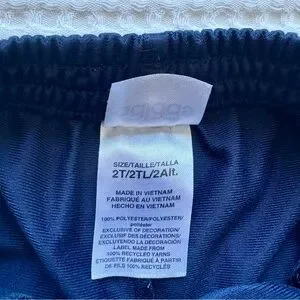 SIZE/TAILLE/TALLA
2T/2TL/2Alt.
MADE IN VIETNAM
FABRIQUÉ AU VIETNAM
HECHO EN VIETNAM
100% POLYESTER/POLYESTER/
poliéster
EXCLUSIVE OF DECORATION/
EXCLUSIF DES DÉCORATIONS/
EXCLUYENDO LA DECORACIÓN
LABEL MADE FROM
100% RECYCLED YARNS
ÉTIQUETTE FABRIQUÉE À PARTIR
DE FILS 100% RECYCLÉS